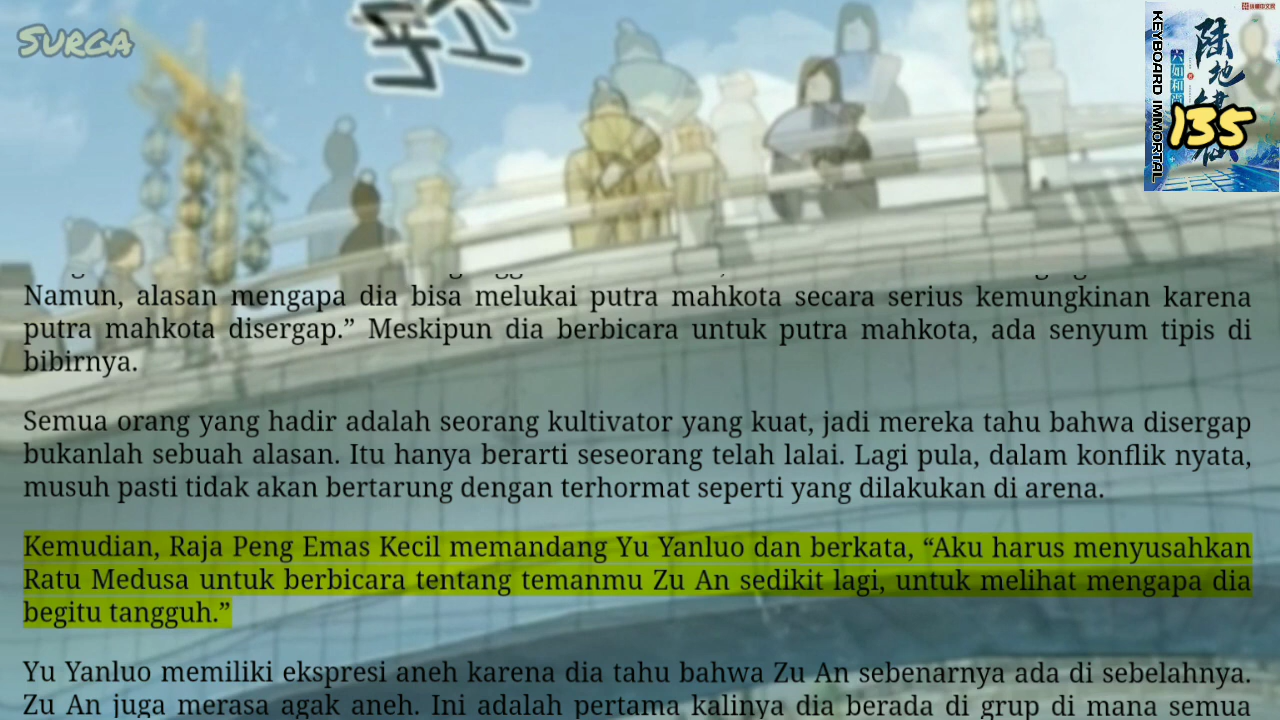 SURGA
KEYBOARD IMMORTAL
135
Namun, alasan mengapa dia bisa melukai putra mahkota secara serius kemungkinan karena
putra mahkota disergap.” Meskipun dia berbicara untuk putra mahkota, ada senyum tipis di
bibirnya.
Semua orang yang hadir adalah seorang kultivator yang kuat, jadi mereka tahu bahwa disergap
bukanlah sebuah alasan. Itu hanya berarti seseorang telah lalai. Lagi pula, dalam konflik nyata,
musuh pasti tidak akan bertarung dengan terhormat seperti yang dilakukan di arena.
Kemudian, Raja Peng Emas Kecil memandang Yu Yanluo dan berkata, “Aku harus menyusahkan
Ratu Medusa untuk berbicara tentang temanmu Zu An sedikit lagi, untuk melihat mengapa dia
begitu tangguh.”
Yu Yanluo memiliki ekspresi aneh karena dia tahu bahwa Zu An sebenarnya ada di sebelahnya.
Zu An juga merasa agak aneh. Ini adalah pertama kalinya dia berada di grup di mana semua